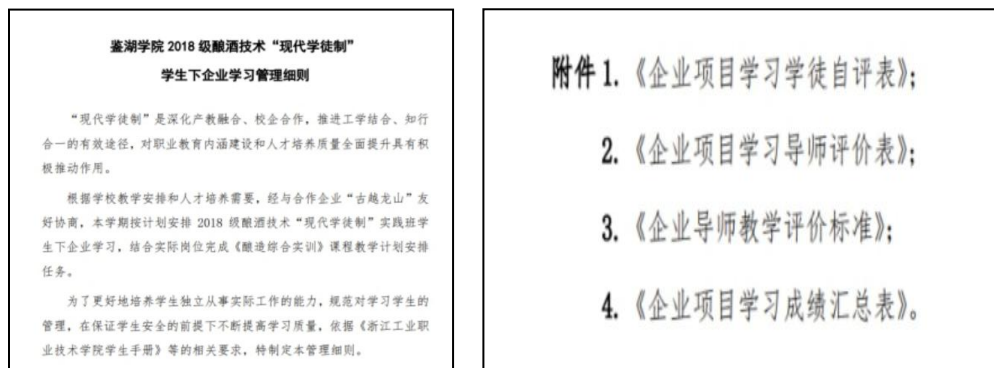 鉴湖学院 2018 级酿酒技术“现代学徒制”
学生下企业学习管理细则
“现代学徒制”是深化产教融合、校企合作，推进工学结合、知行
合一的有效途径，对职业教育内涵建设和人才培养质量全面提升具有积
极推动作用。
根据学校教学安排和人才培养需要，经与合作企业“古越龙山”友
好协商，本学期按计划安排 2018 级酿酒技术“现代学徒制”实践班学
生下企业学习，结合实际岗位完成《酿造综合实训》课程教学计划安排
任务。
为了更好地培养学生独立从事实际工作的能力，规范对学习学生的
管理，在保证学生安全的前提下不断提高学习质量，依据《浙江工业职
业技术学院学生手册》等的相关要求，特制定本管理细则。
附件 1.《企业项目学习学徒自评表》；
2.《企业项目学习导师评价表》；
3.《企业导师教学评价标准》；
4.《企业项目学习成绩汇总表》。